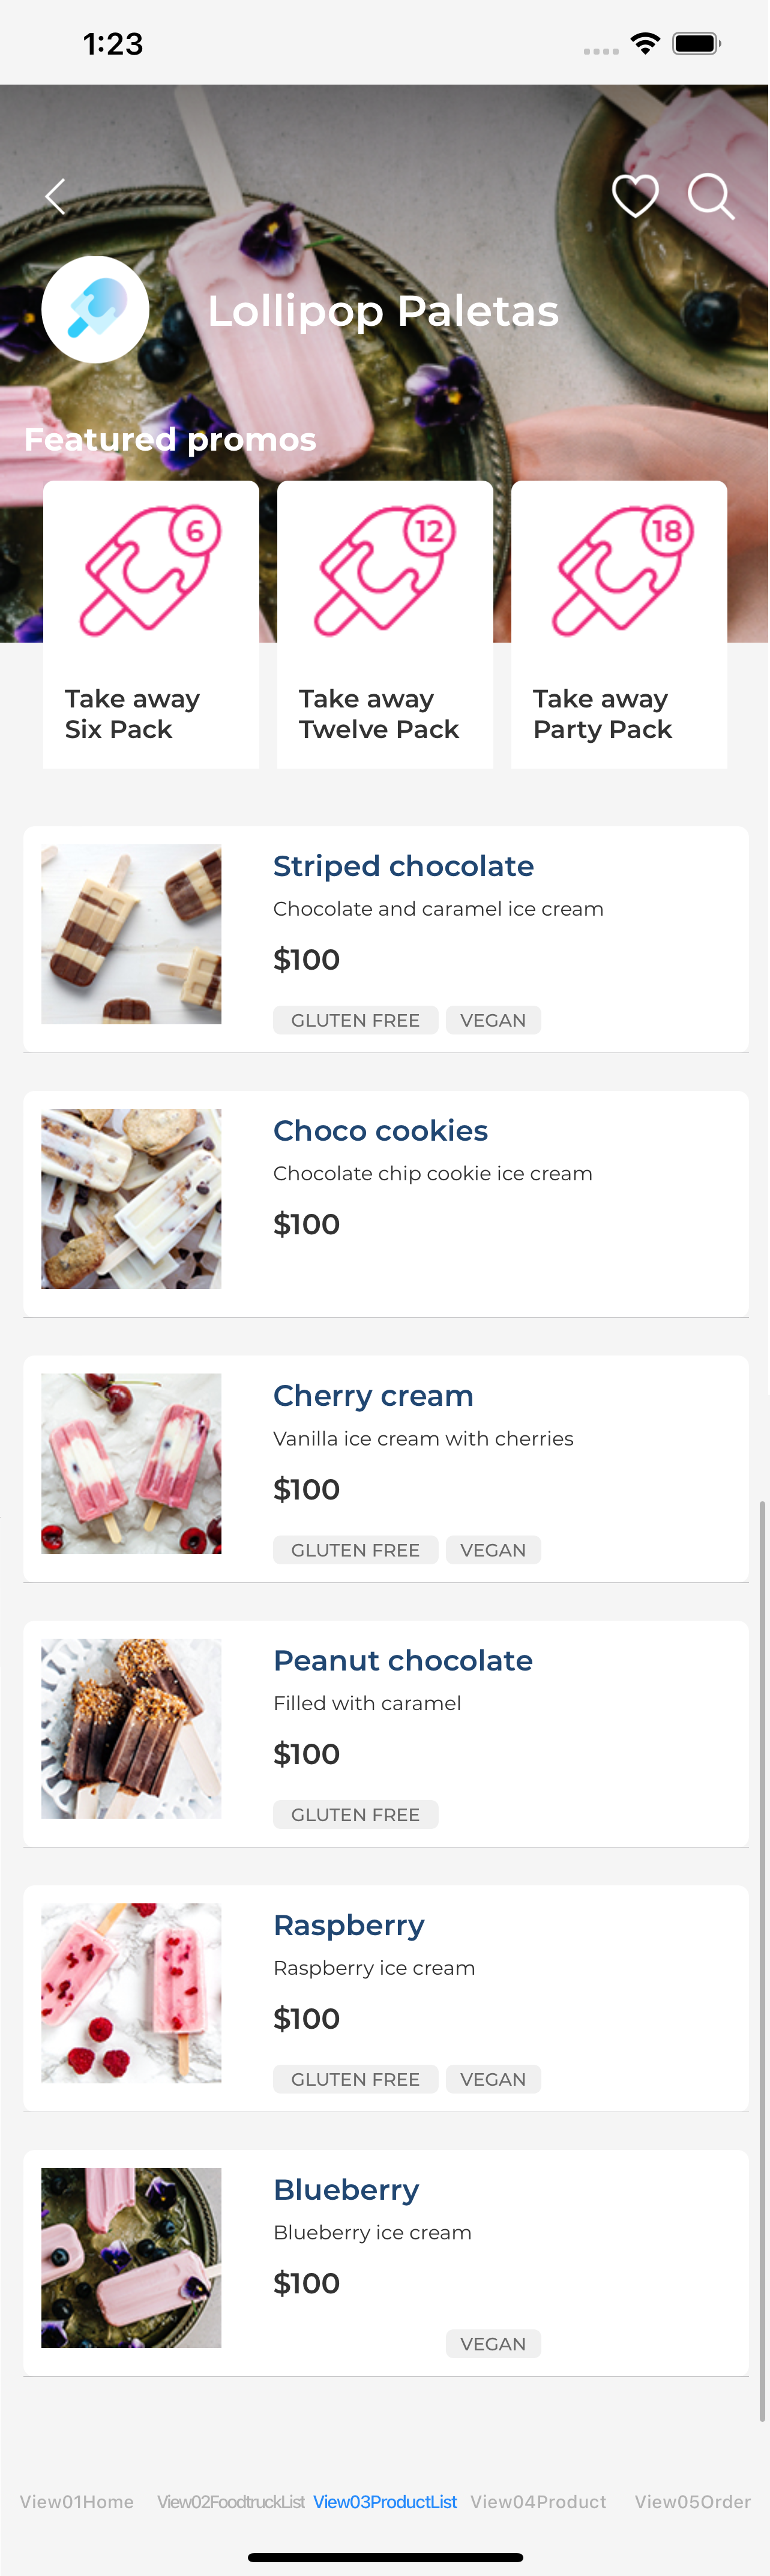 1:23
Lollipop Paletas
Featured promos
6
12
18
Take away
Six Pack
Take away
Twelve Pack
Take away
Party Pack
Striped chocolate
Chocolate and caramel ice cream
$100
GLUTEN FREE VEGAN
Choco cookies
Chocolate chip cookie ice cream
$100
Cherry cream
Vanilla ice cream with cherries
$100
GLUTEN FREE VEGAN
Peanut chocolate
Filled with caramel
$100
GLUTEN FREE
Raspberry
Raspberry ice cream
$100
GLUTEN FREE VEGAN
Blueberry
Blueberry ice cream
$100
VEGAN
View01Home View02FoodtruckList View03ProductList View04Product View05Order